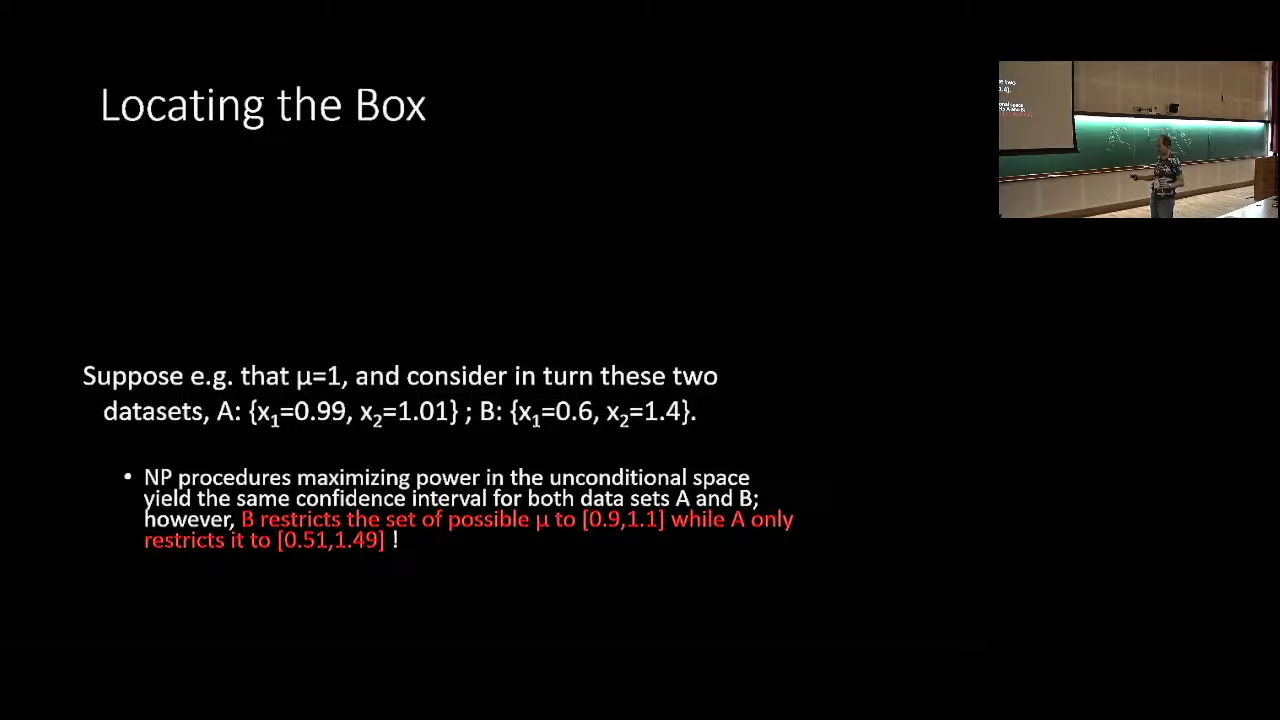 Locating the Box
Suppose e.g. that μ=1, and consider in turn these two
datasets, A: {x₁=0.99, x₂=1.01} ; B: {x₁=0.6, x₂=1.4}.
• NP procedures maximizing power in the unconditional space
yield the same confidence interval for both data sets A and B;
however, B restricts the set of possible μ to [0.9,1.1] while A only
restricts it to [0.51,1.49] !